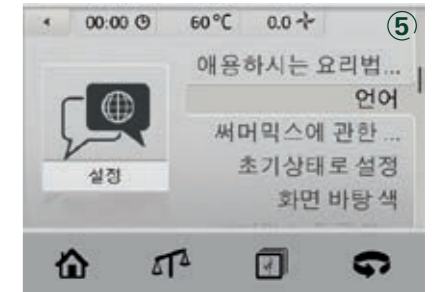 00:00 60°C 0.0 ⑤
애용하시는 요리법...
언어
써머믹스에 관한 ...
초기상태로 설정
화면 바탕 색
설정